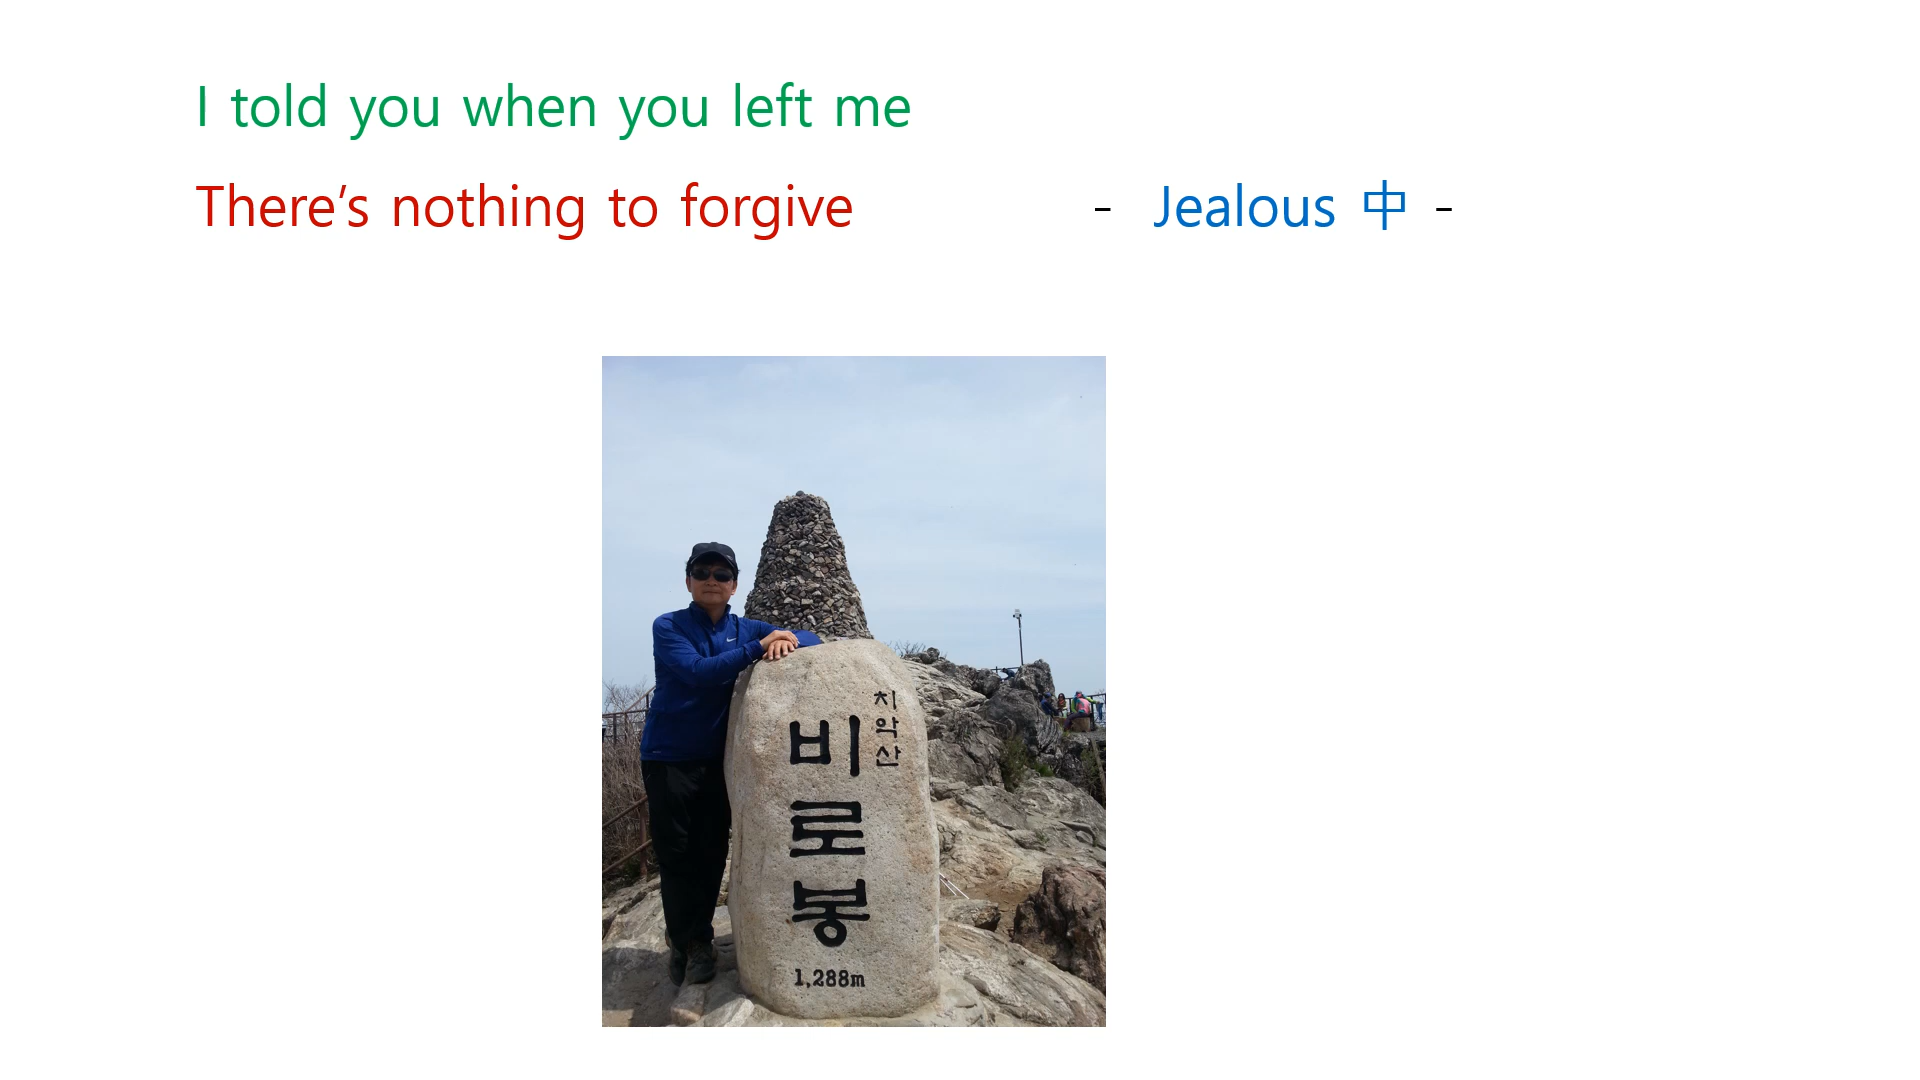 I told you when you left me
There’s nothing to forgive - Jealous 中 -
치악산
비로봉
1,288m